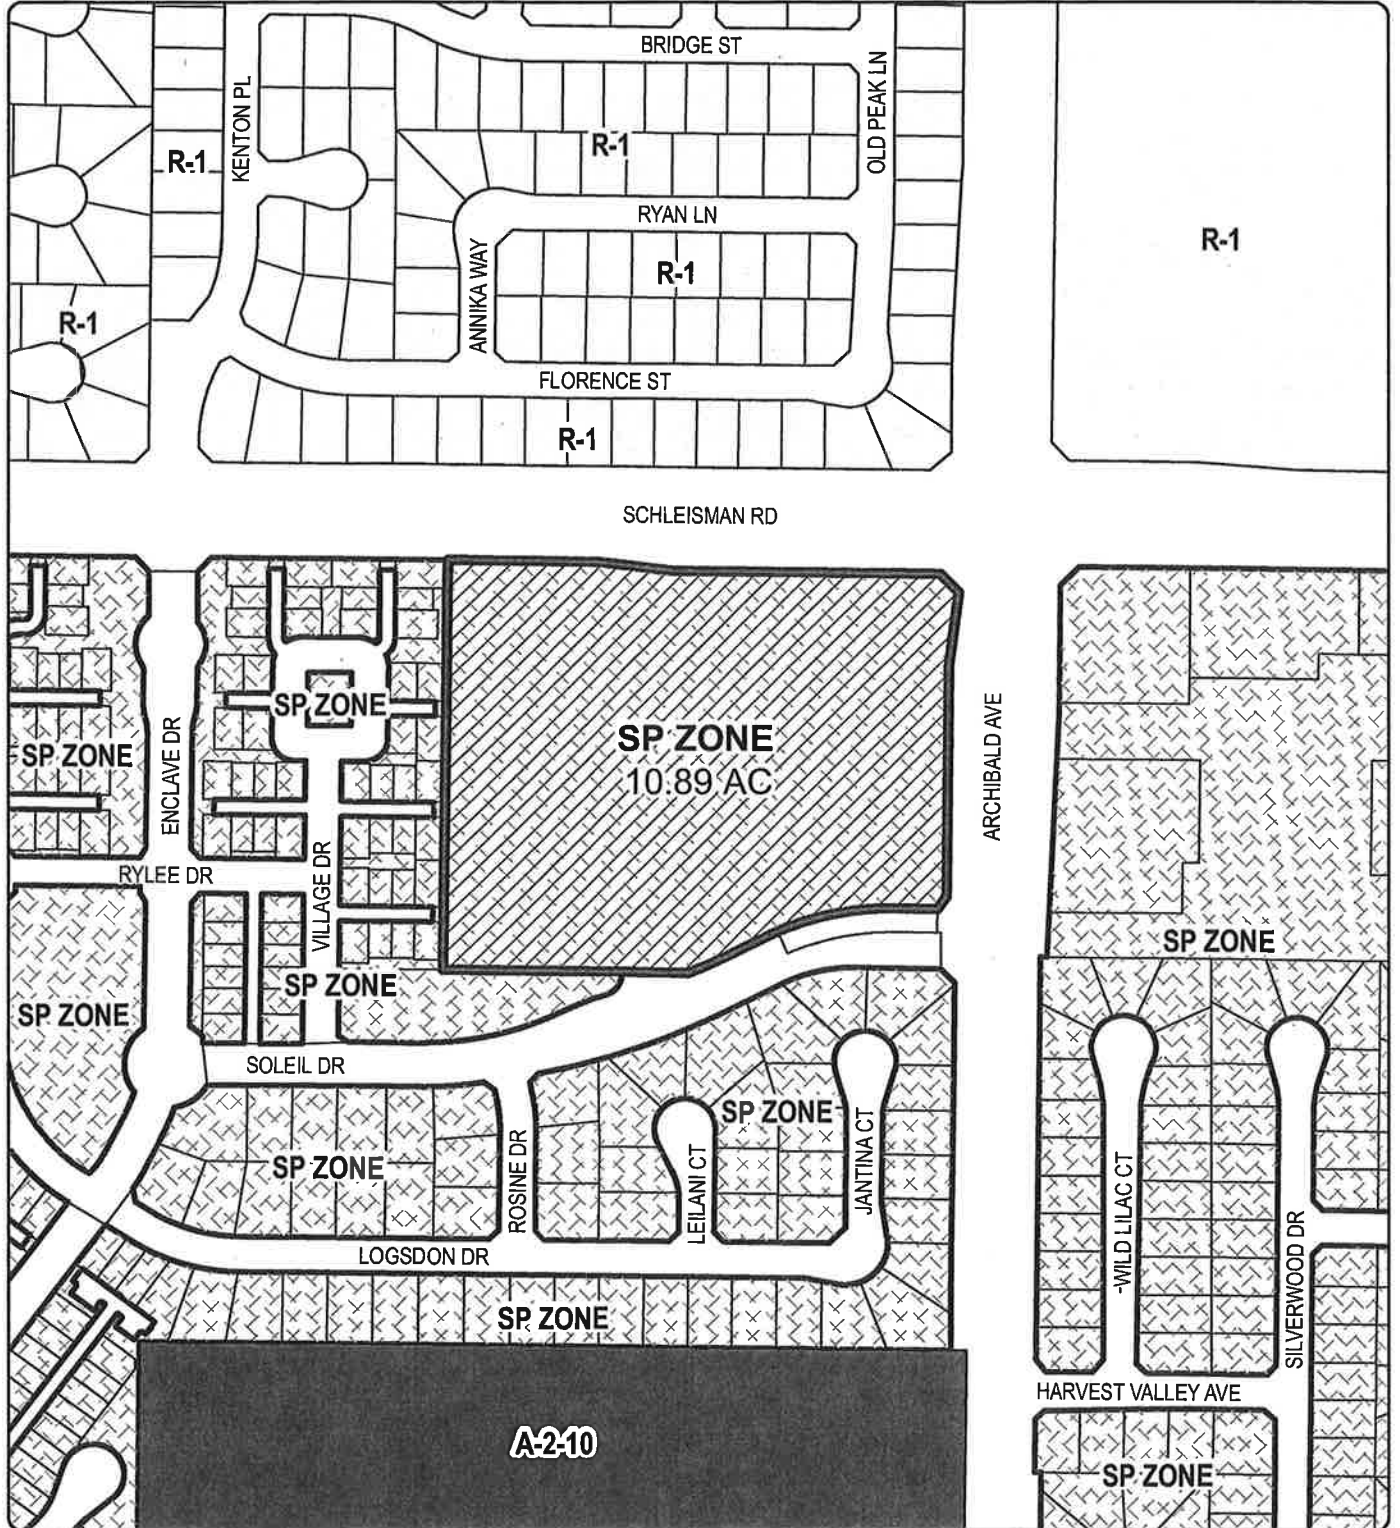 BRIDGE ST
KENTON PL
OLD PEAK LN
R-1
R-1
RYAN LN
R-1
ANNIKA WAY
R-1
R-1
FLORENCE ST
R-1
SCHLEISMAN RD
SP ZONE
SP ZONE
10.89 AC
ARCHIBALD AVE
SP ZONE
ENCLAVE DR
RYLEE DR
VILLAGE DR
SP ZONE
SP ZONE
SP ZONE
SOLEIL DR
SP ZONE
SP ZONE
ROSINE DR
LEILANI CT
JANTINA CT
WILD LILAC CT
SILVERWOOD DR
LOGSDON DR
SP ZONE
HARVEST VALLEY AVE
A-2-10
SP ZONE